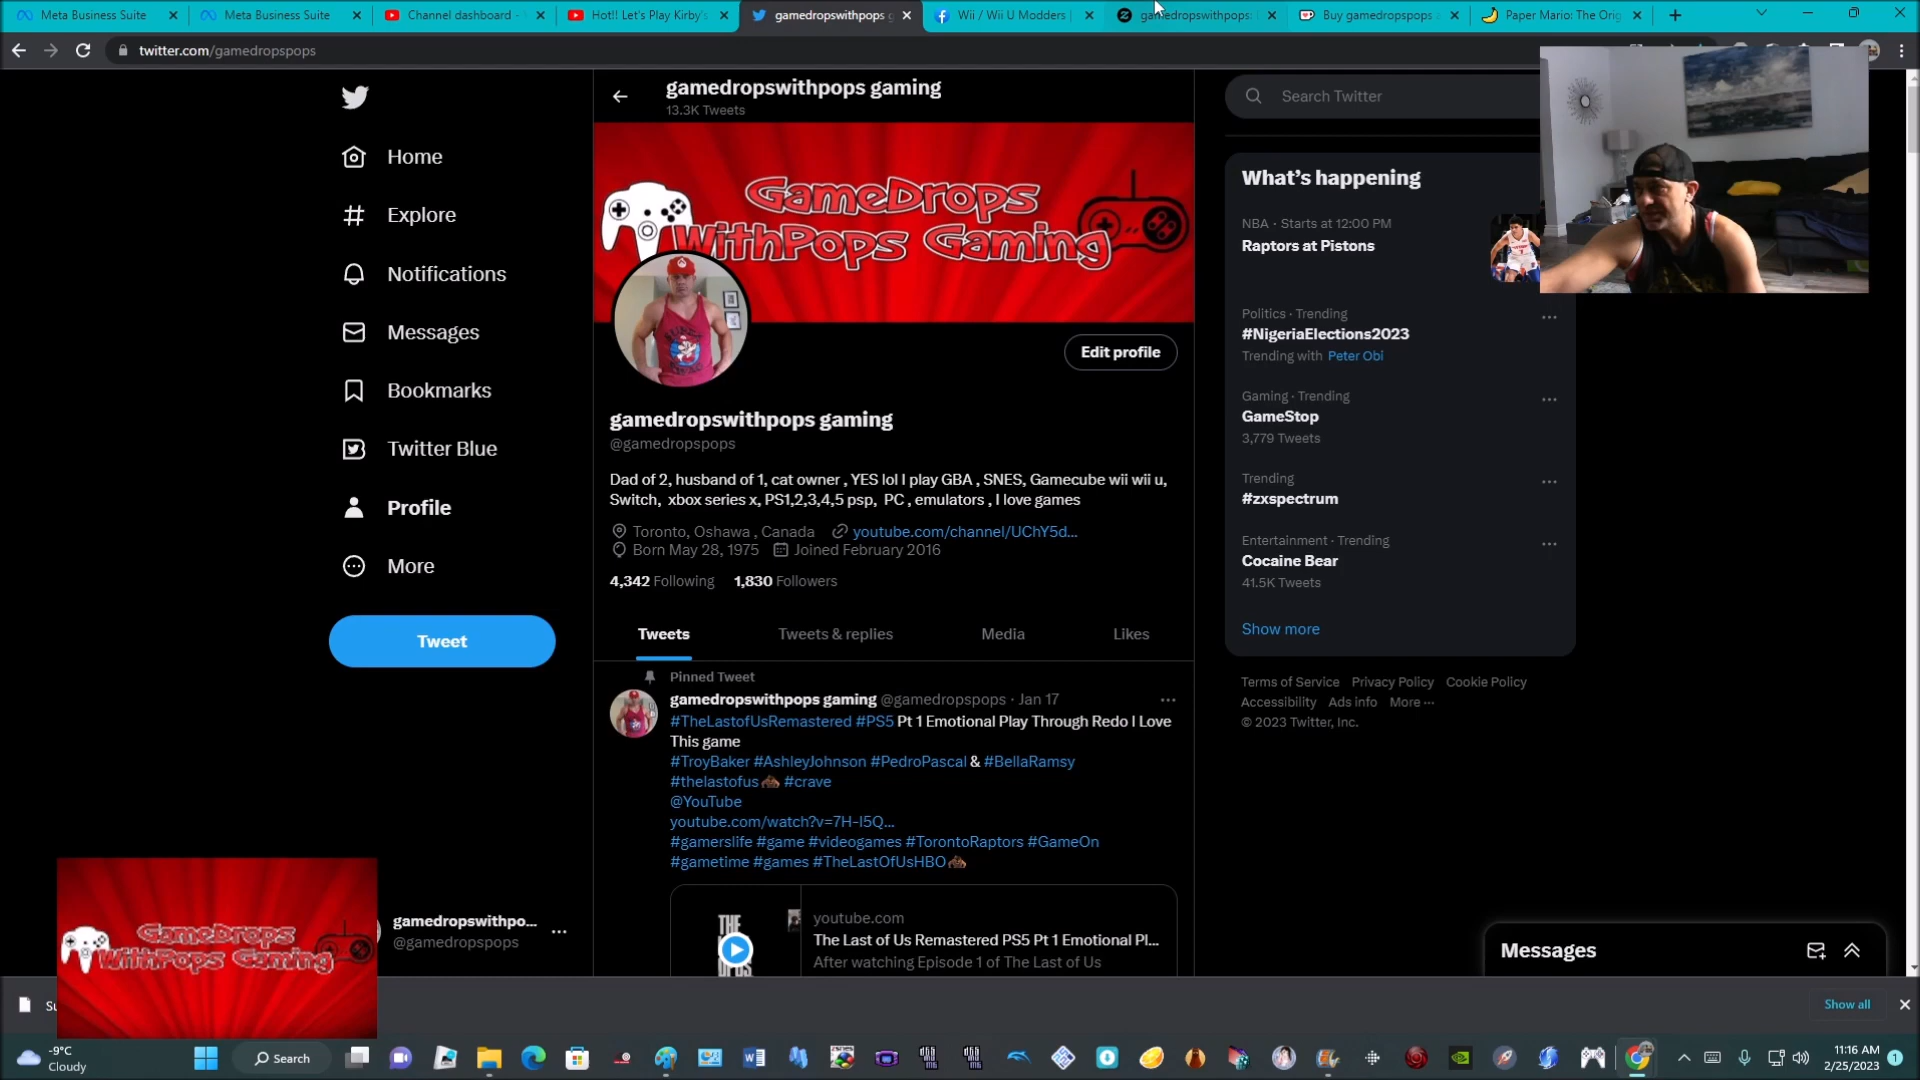 Meta Business Suite
Meta Business Suite
Channel dashboard -
Hot!! Let's Play Kirby's
gamedropswithpops g
Wii / Wii U Modders |
gamedropswithpops:
Buy gamedropspops a
Paper Mario: The Orig
twitter.com/gamedropspops
gamedropswithpops gaming
13.3K Tweets
Search Twitter
Home
Explore
Notifications
Messages
Bookmarks
Twitter Blue
Profile
More
Tweet
GameDrops
WithPops Gaming
Edit profile
gamedropswithpops gaming
@gamedropspops
Dad of 2, husband of 1, cat owner , YES lol I play GBA , SNES, Gamecube wii wii u,
Switch, xbox series x, PS1,2,3,4,5 psp, PC , emulators , I love games
Toronto, Oshawa , Canada youtube.com/channel/UChY5d...
Born May 28, 1975 Joined February 2016
4,342 Following 1,830 Followers
Tweets Tweets & replies Media Likes
Pinned Tweet
gamedropswithpops gaming @gamedropspops · Jan 17
#TheLastofUsRemastered #PS5 Pt 1 Emotional Play Through Redo I Love
This game
#TroyBaker #AshleyJohnson #PedroPascal & #BellaRamsy
#thelastofus #crave
@YouTube
youtube.com/watch?v=7H-I5Q...
#gamerslife #game #videogames #TorontoRaptors #GameOn
#gametime #games #TheLastOfUsHBO
THE
youtube.com
The Last of Us Remastered PS5 Pt 1 Emotional Pl...
After watching Episode 1 of The Last of Us
What's happening
NBA · Starts at 12:00 PM
Raptors at Pistons
Politics · Trending
#NigeriaElections2023
Trending with Peter Obi
Gaming · Trending
GameStop
3,779 Tweets
Trending
#zxspectrum
Entertainment · Trending
Cocaine Bear
41.5K Tweets
Show more
Terms of Service Privacy Policy Cookie Policy
Accessibility Ads info More ...
© 2023 Twitter, Inc.
Messages
GameDrops
WithPops Gaming
gamedropswithpo...
@gamedropspops
Show all
-9°C
Cloudy
Search
11:16 AM
2/25/2023
1